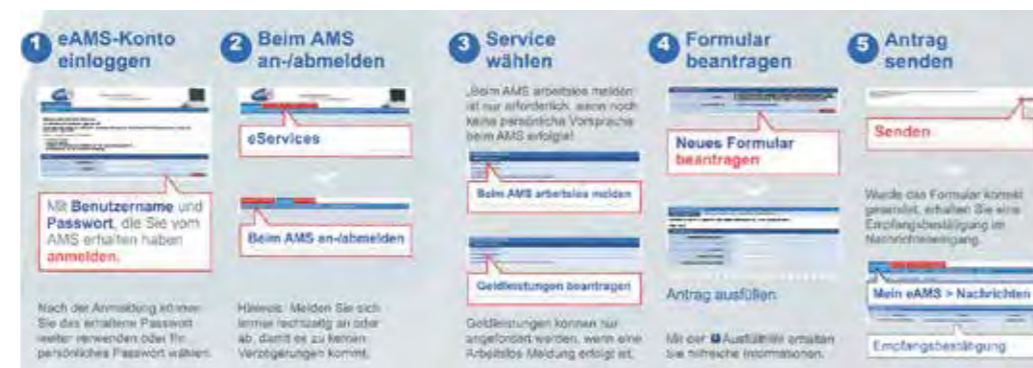 1 eAMS-Konto
einloggen
Mit Benutzername und
Passwort, die Sie vom
AMS erhalten haben
anmelden.
Nach der Anmeldung können
Sie das erhaltene Passwort
weiter verwenden oder Ihr
persönliches Passwort wählen.
2 Beim AMS
an-/abmelden
eServices
Beim AMS an-/abmelden
Hinweis: Melden Sie sich
immer rechtzeitig an oder
ab, damit es zu keinen
Verzögerungen kommt.
3 Service
wählen
„Beim AMS arbeitslos melden
ist nur erforderlich, wenn noch
keine persönliche Vorsprache
beim AMS erfolgte!
Beim AMS arbeitslos melden
Geldleistungen beantragen
Geldleistungen können nur
angefordert werden, wenn eine
Arbeitslos Meldung erfolgt ist.
4 Formular
beantragen
Neues Formular
beantragen
Antrag ausfüllen
Mit der Ausfüllhilfe erhalten
Sie hilfreiche Informationen.
5 Antrag
senden
Senden
Wurde das Formular korrekt
gesendet, erhalten Sie eine
Empfangsbestätigung im
Nachrichteneingang.
Mein eAMS > Nachrichten
Empfangsbestätigung